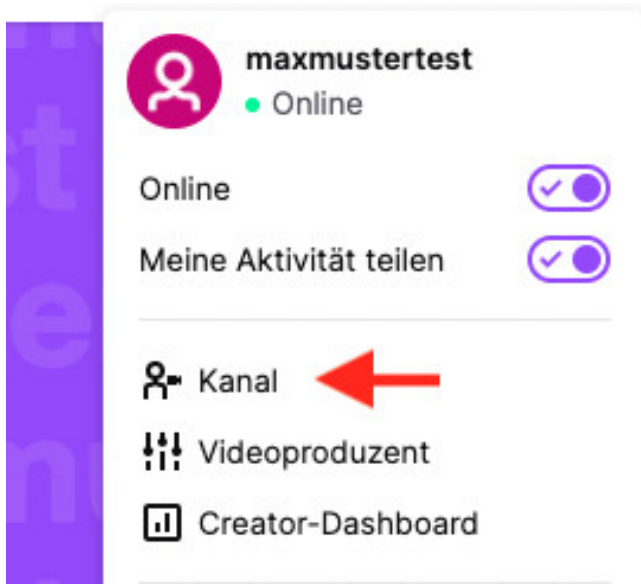 maxmustertest
Online
Online
Meine Aktivität teilen
Kanal
Videoproduzent
Creator-Dashboard